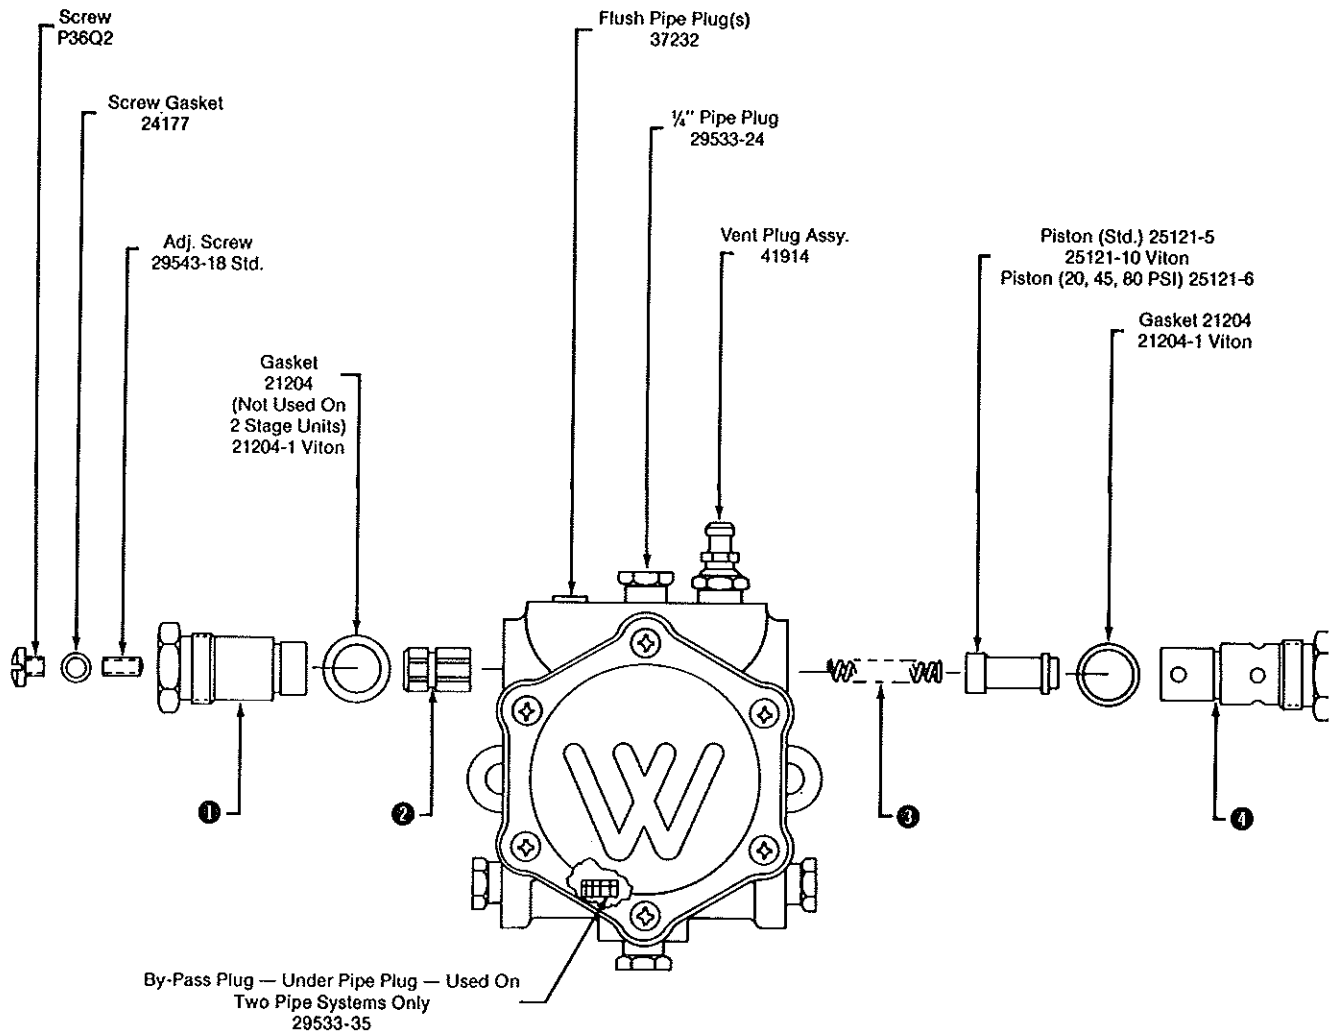 Screw
P36Q2
Flush Pipe Plug(s)
37232
Screw Gasket
24177
¼" Pipe Plug
29533-24
Adj. Screw
29543-18 Std.
Vent Plug Assy.
41914
Piston (Std.) 25121-5
25121-10 Viton
Piston (20, 45, 80 PSI) 25121-6
Gasket 21204
21204-1 Viton
Gasket
21204
(Not Used On
2 Stage Units)
21204-1 Viton
W
1
2
3
4
By-Pass Plug — Under Pipe Plug — Used On
Two Pipe Systems Only
29533-35